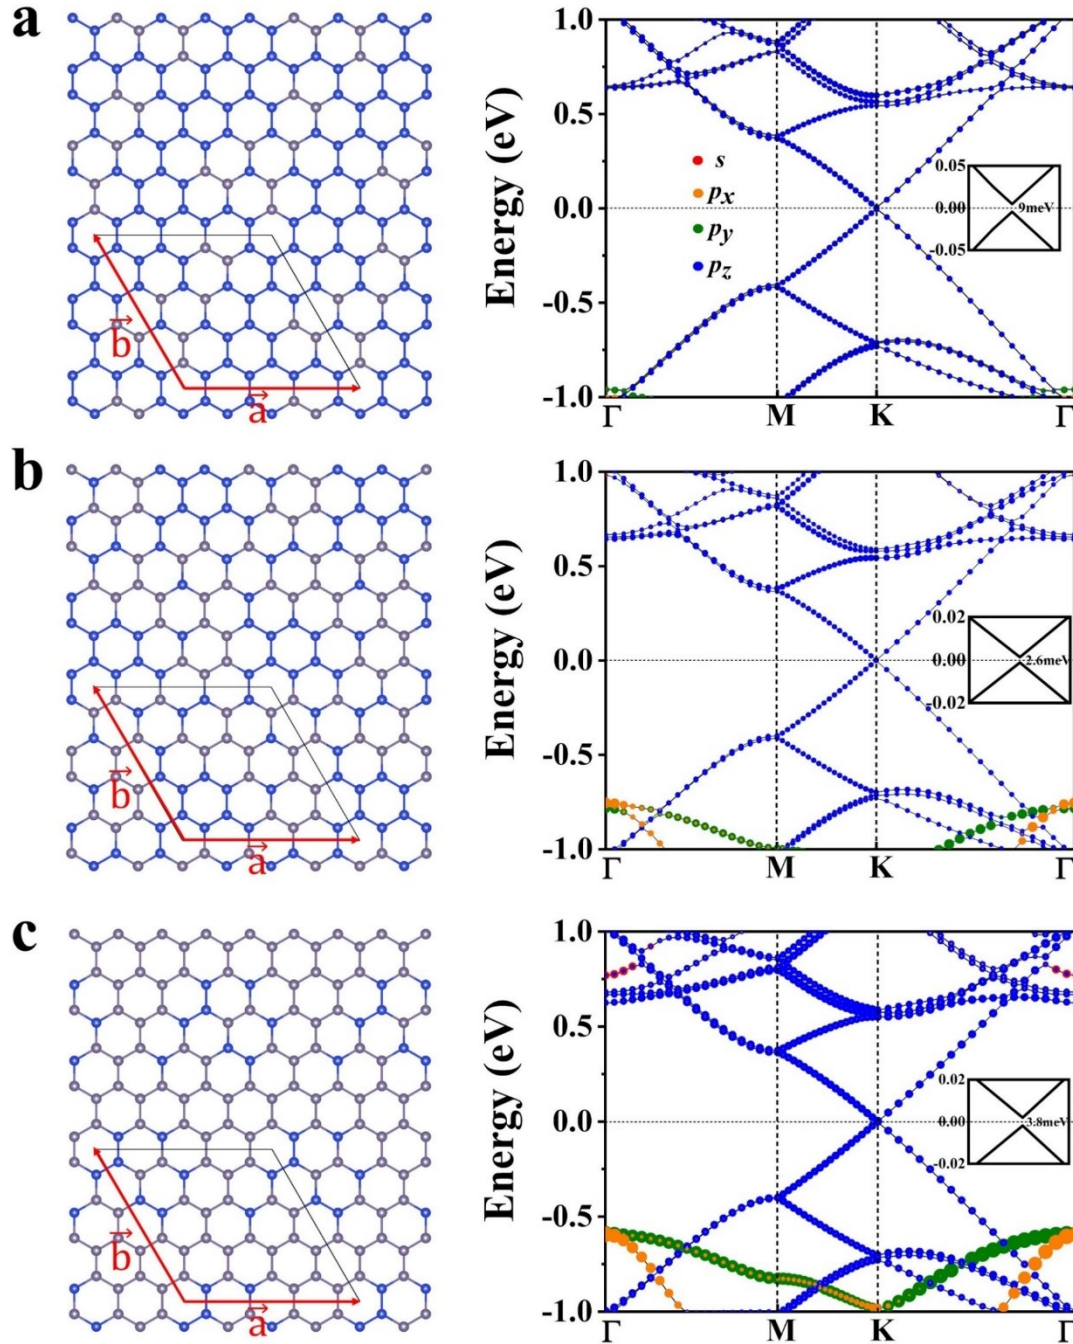 a
b⃗
a⃗
Energy (eV)
1.0
0.5
0.0
-0.5
-1.0
s
pₓ
p_y
p_z
0.05
0.00
-0.05
9meV
Γ
M
K
Γ
b
b⃗
a⃗
Energy (eV)
1.0
0.5
0.0
-0.5
-1.0
0.02
0.00
-0.02
2.6meV
Γ
M
K
Γ
c
b⃗
a⃗
Energy (eV)
1.0
0.5
0.0
-0.5
-1.0
0.02
0.00
-0.02
3.8meV
Γ
M
K
Γ